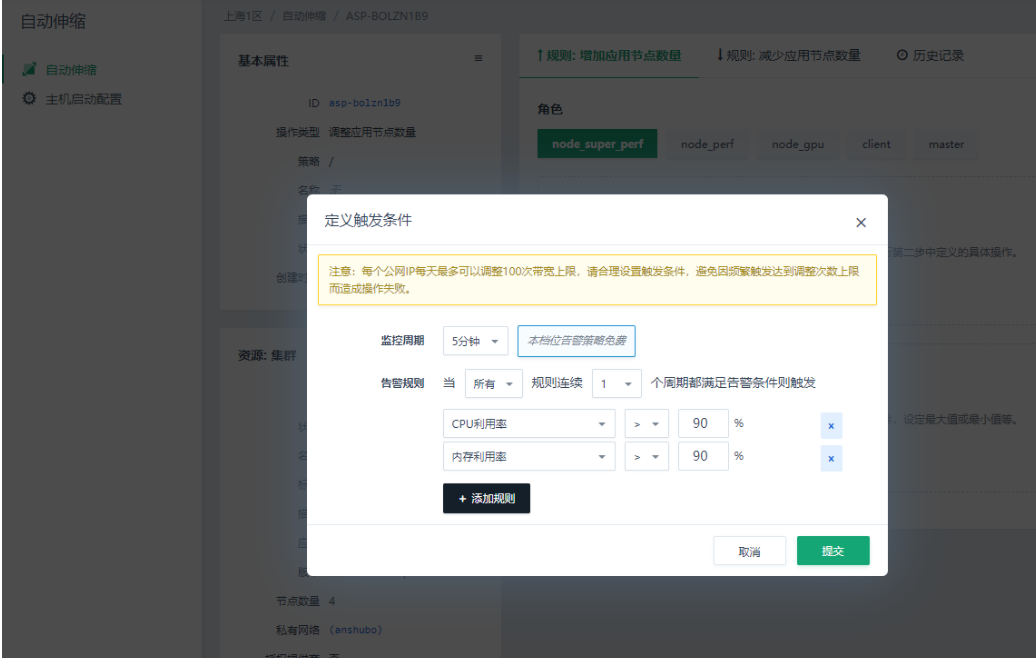 自动伸缩
自动伸缩
主机启动配置
上海1区 / 自动伸缩 / ASP-BOLZN1B9
基本属性
ID asp-bolzn1b9
操作类型 调整应用节点数量
策略 /
名称 无
创建时
资源: 集群
节点数量 4
私有网络 (anshubo)
↑规则: 增加应用节点数量
↓规则: 减少应用节点数量
历史记录
角色
node_super_perf
node_perf
node_gpu
client
master
第二步中定义的具体操作。
设定最大值或最小值等。
定义触发条件
×
注意：每个公网IP每天最多可以调整100次带宽上限，请合理设置触发条件，避免因频繁触发达到调整次数上限
而造成操作失败。
监控周期 5分钟 本档位告警策略免费
告警规则 当 所有 规则连续 1 个周期都满足告警条件则触发
CPU利用率 > 90 % x
内存利用率 > 90 % x
+ 添加规则
取消 提交